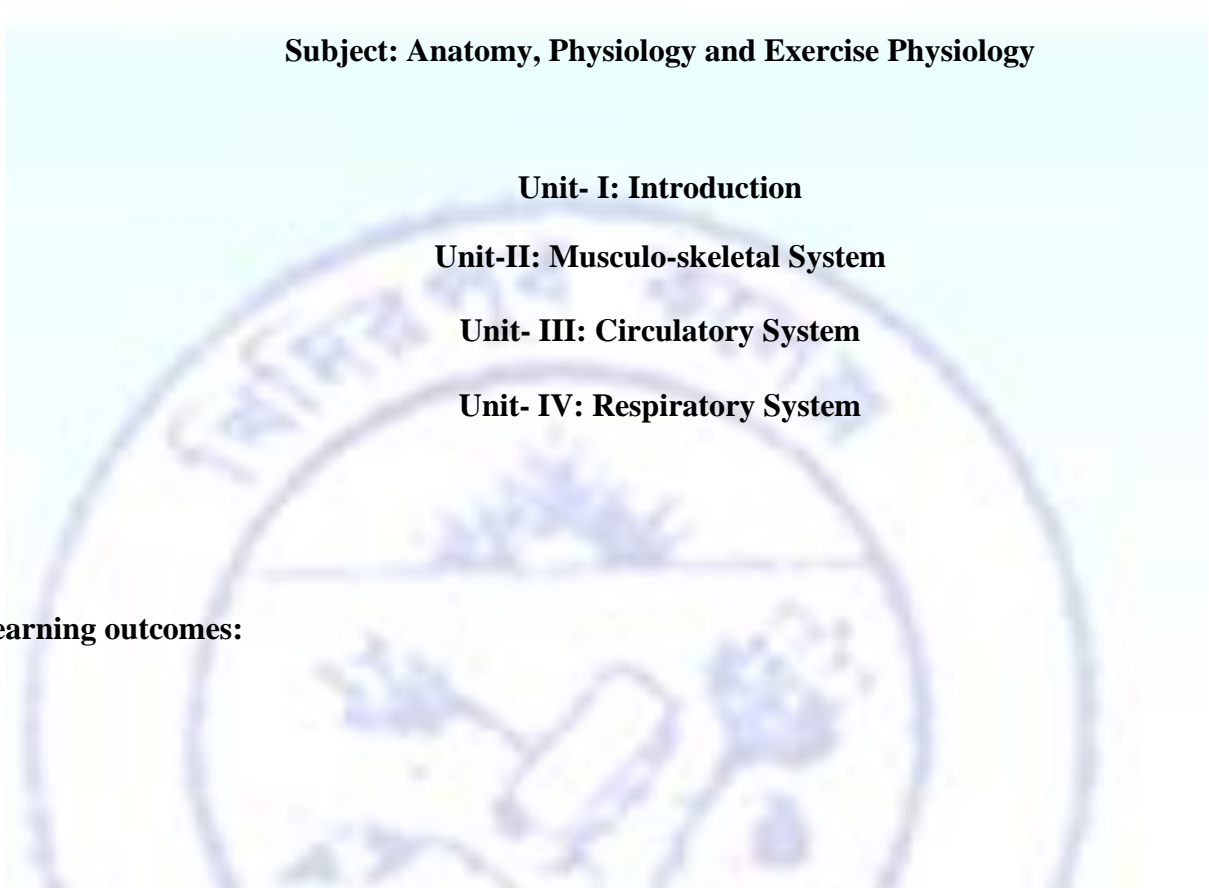 Subject: Anatomy, Physiology and Exercise Physiology
Unit- I: Introduction
Unit-II: Musculo-skeletal System
Unit- III: Circulatory System
Unit- IV: Respiratory System
earning outcomes: